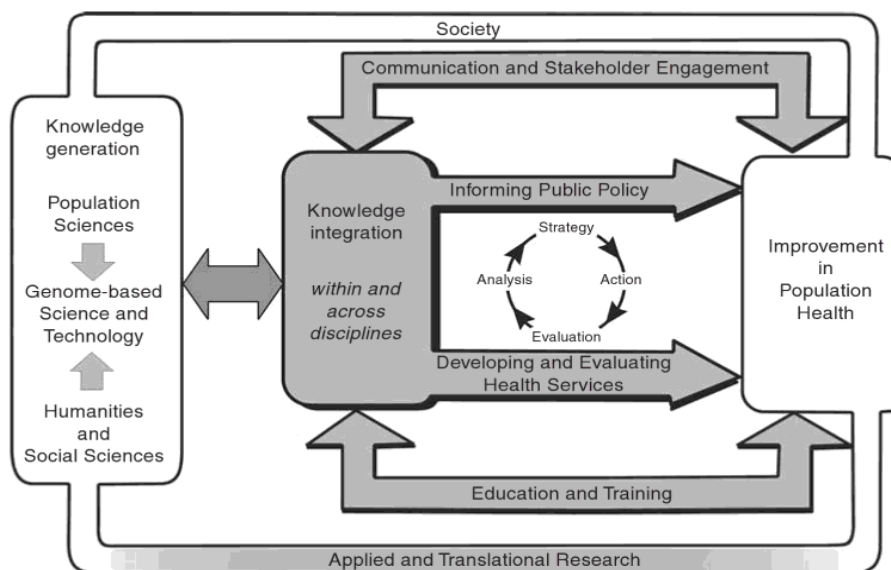 Society
Communication and Stakeholder Engagement
Knowledge
generation
Population
Sciences
Genome-based
Science and
Technology
Humanities
and
Social Sciences
Knowledge
integration
within and
across
disciplines
Informing Public Policy
Strategy
Analysis
Action
Evaluation
Developing and Evaluating
Health Services
Improvement
in
Population
Health
Education and Training
Applied and Translational Research